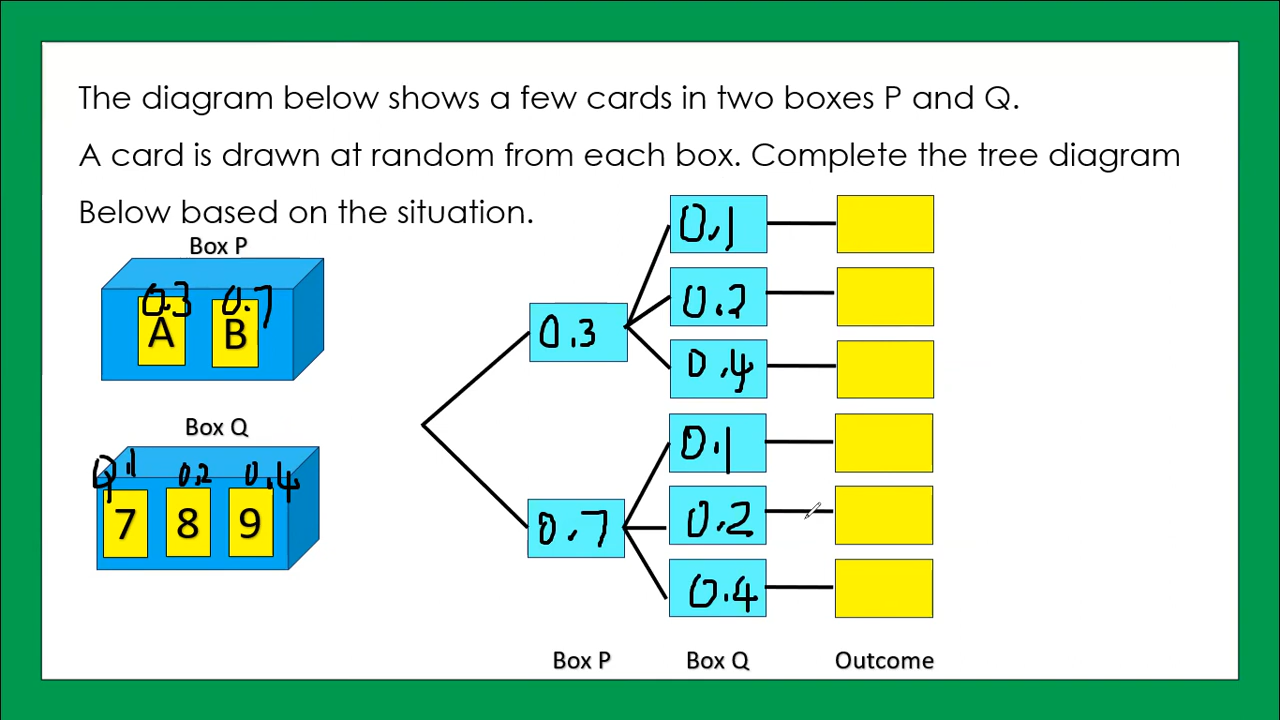 The diagram below shows a few cards in two boxes P and Q.
A card is drawn at random from each box. Complete the tree diagram
Below based on the situation.
Box P
0.3 0.7
A B
Box Q
0.1 0.2 0.4
7 8 9
0.3
0.1
0.2
0.4
0.7
0.1
0.2
0.4
Box P Box Q Outcome